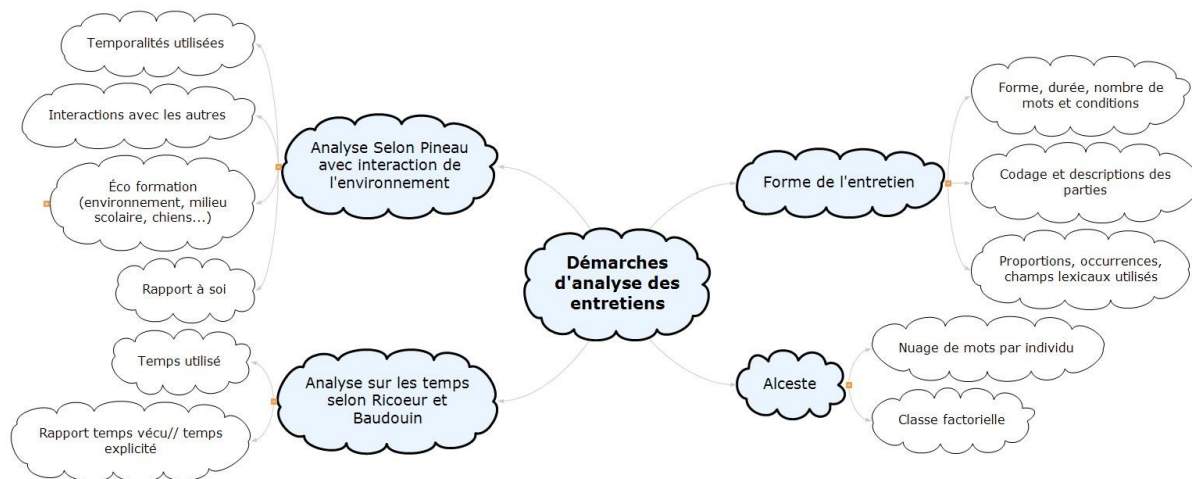 Démarches
d'analyse des
entretiens
Analyse Selon Pineau
avec interaction de
l'environnement
Temporalités utilisées
Interactions avec les autres
Éco formation
(environnement, milieu
scolaire, chiens...)
Rapport à soi
Analyse sur les temps
selon Ricoeur et
Baudouin
Temps utilisé
Rapport temps vécu// temps
explicité
Forme de l'entretien
Forme, durée, nombre de
mots et conditions
Codage et descriptions des
parties
Proportions, occurrences,
champs lexicaux utilisés
Alceste
Nuage de mots par individu
Classe factorielle